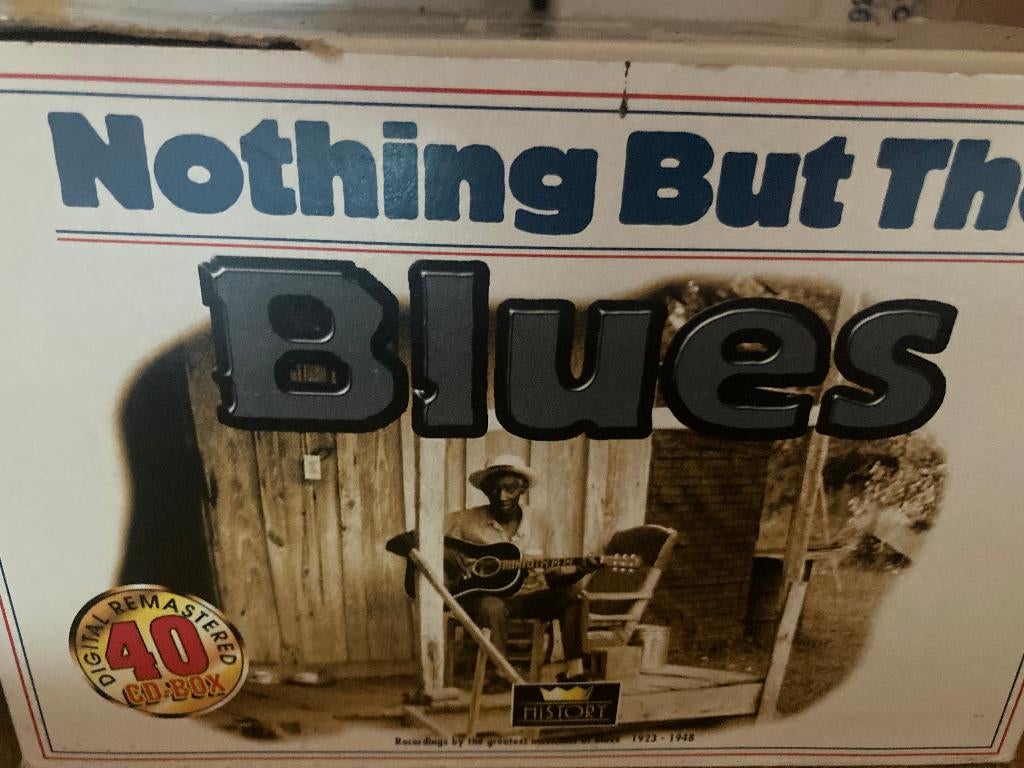 Nothing But The
Blues
DIGITAL REMASTERED
40
CD-BOX
HISTORY
Recordings by the greatest of blues 1923 - 1948